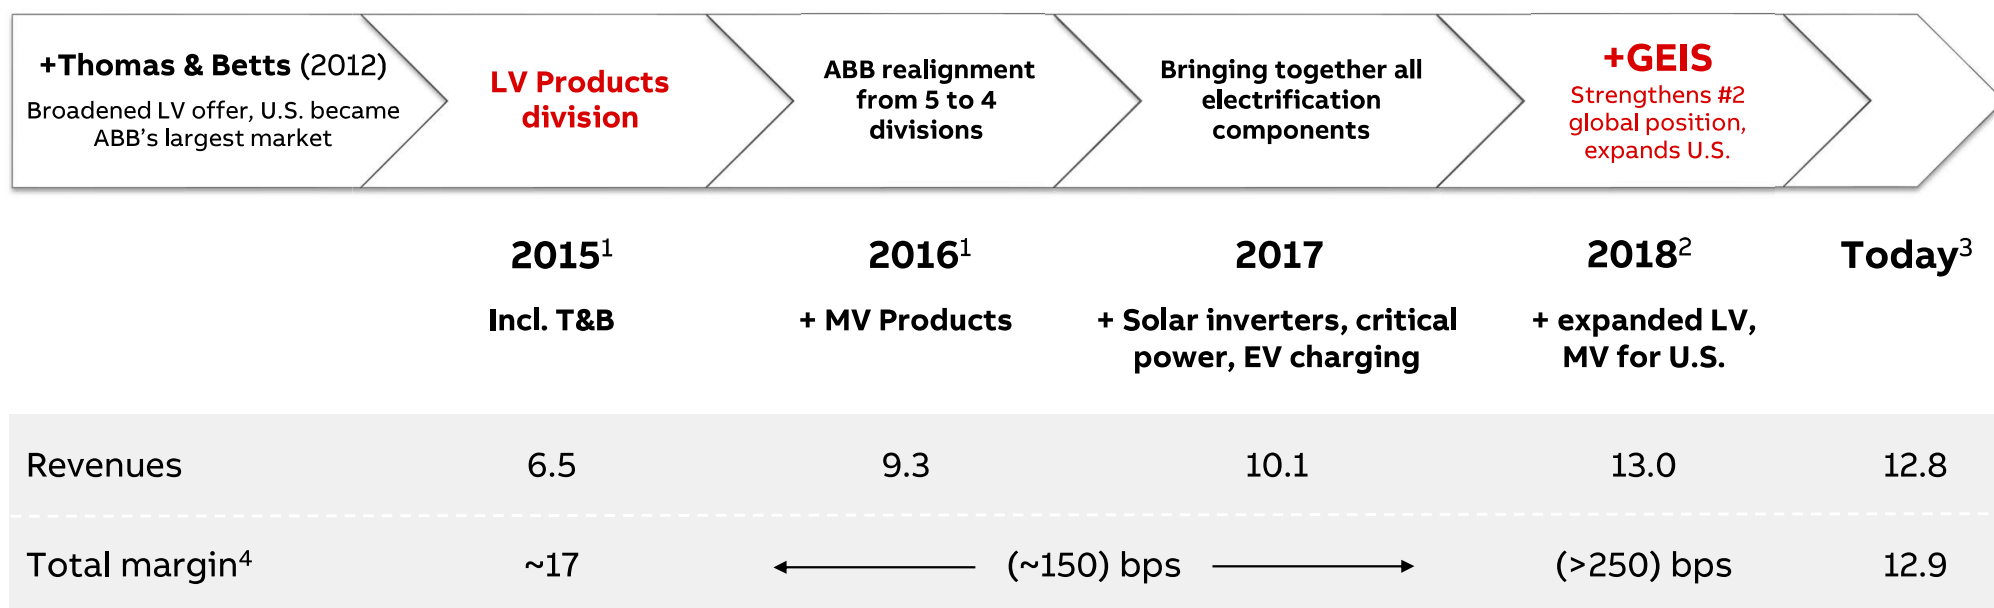 +Thomas & Betts (2012)
Broadened LV offer, U.S. became
ABB's largest market
LV Products
division
ABB realignment
from 5 to 4
divisions
Bringing together all
electrification
components
+GEIS
Strengthens #2
global position,
expands U.S.
2015¹ 2016¹ 2017 2018² Today³
Incl. T&B
+ MV Products
+ Solar inverters, critical
power, EV charging
+ expanded LV,
MV for U.S.
Revenues 6.5 9.3 10.1 13.0 12.8
Total margin⁴ ~17 (~150) bps (>250) bps 12.9